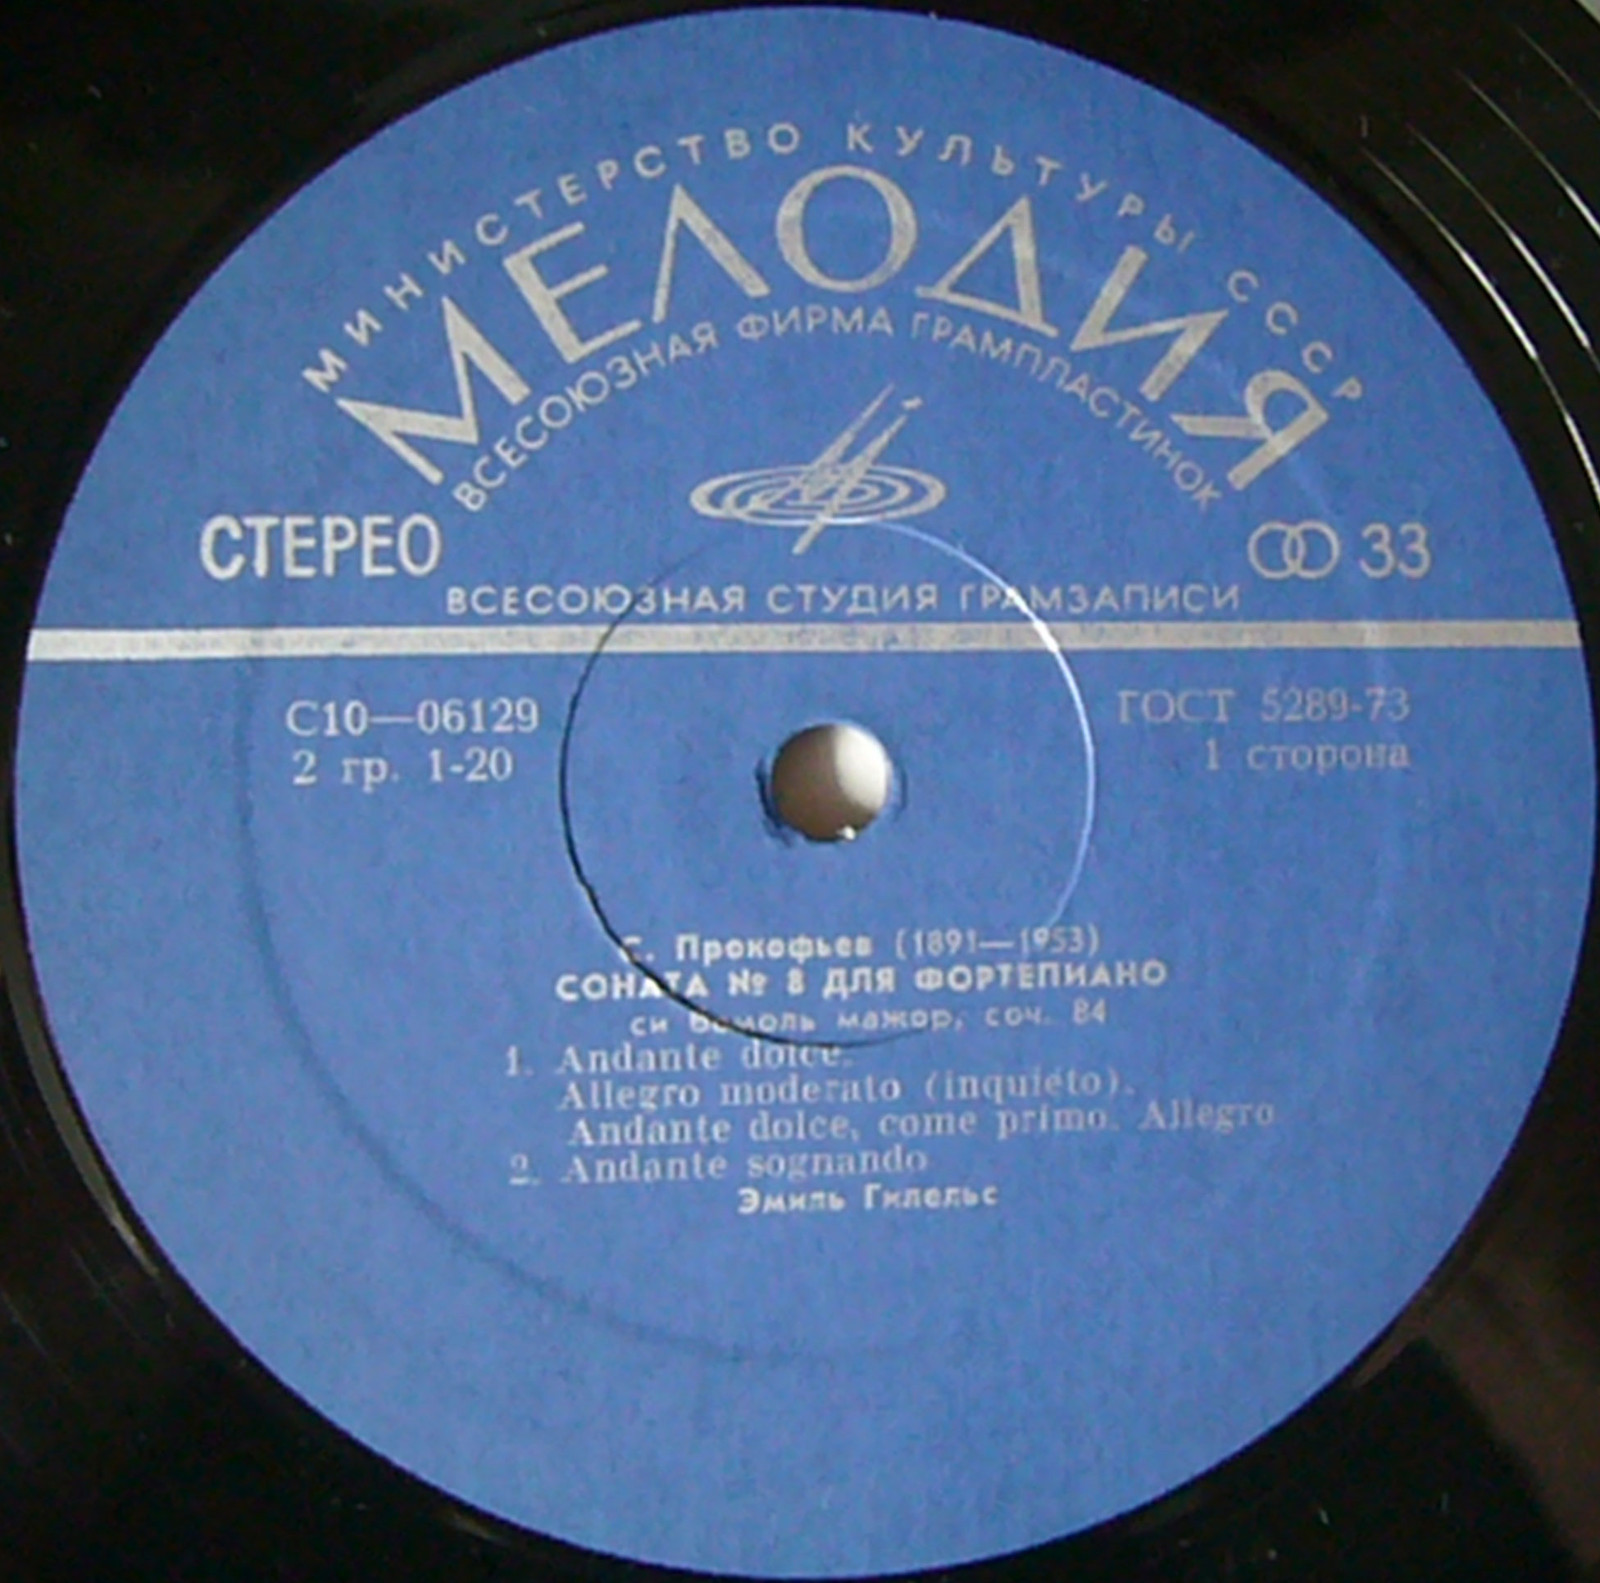 МИНИСТЕРСТВО КУЛЬТУРЫ СССР
МЕЛОДИЯ
ВСЕСОЮЗНАЯ ФИРМА ГРАМПЛАСТИНОК
СТЕРЕО
33
ВСЕСОЮЗНАЯ СТУДИЯ ГРАМЗАПИСИ
С10—06129
ГОСТ 5289-73
2 гр. 1-20
1 сторона
С. Прокофьев (1891—1953)
СОНАТА № 8 ДЛЯ ФОРТЕПИАНО
си бемоль мажор, соч. 84
1. Andante dolce.
Allegro moderato (inquieto).
Andante dolce, come primo. Allegro
2. Andante sognando
Эмиль Гилельс